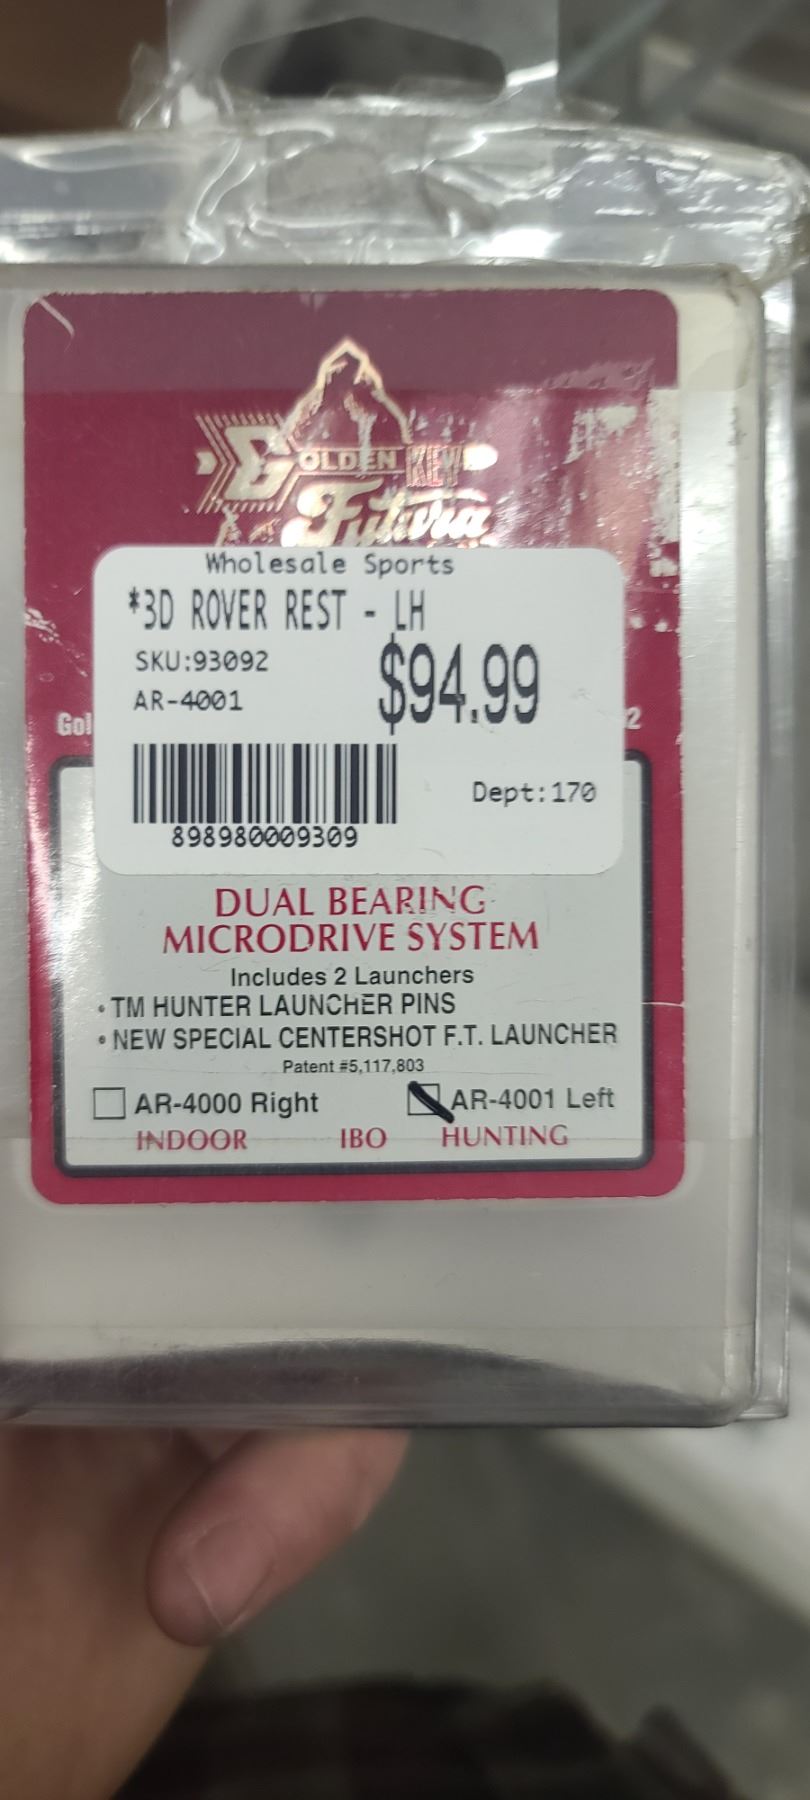 GOLDEN KEY
Futura
Wholesale Sports
*3D ROVER REST - LH
SKU:93092
$94.99
AR-4001
Gol
2
Dept:170
898980009309
DUAL BEARING
MICRODRIVE SYSTEM
Includes 2 Launchers
• TM HUNTER LAUNCHER PINS
• NEW SPECIAL CENTERSHOT F.T. LAUNCHER
Patent #5,117,803
AR-4000 Right AR-4001 Left
INDOOR IBO HUNTING